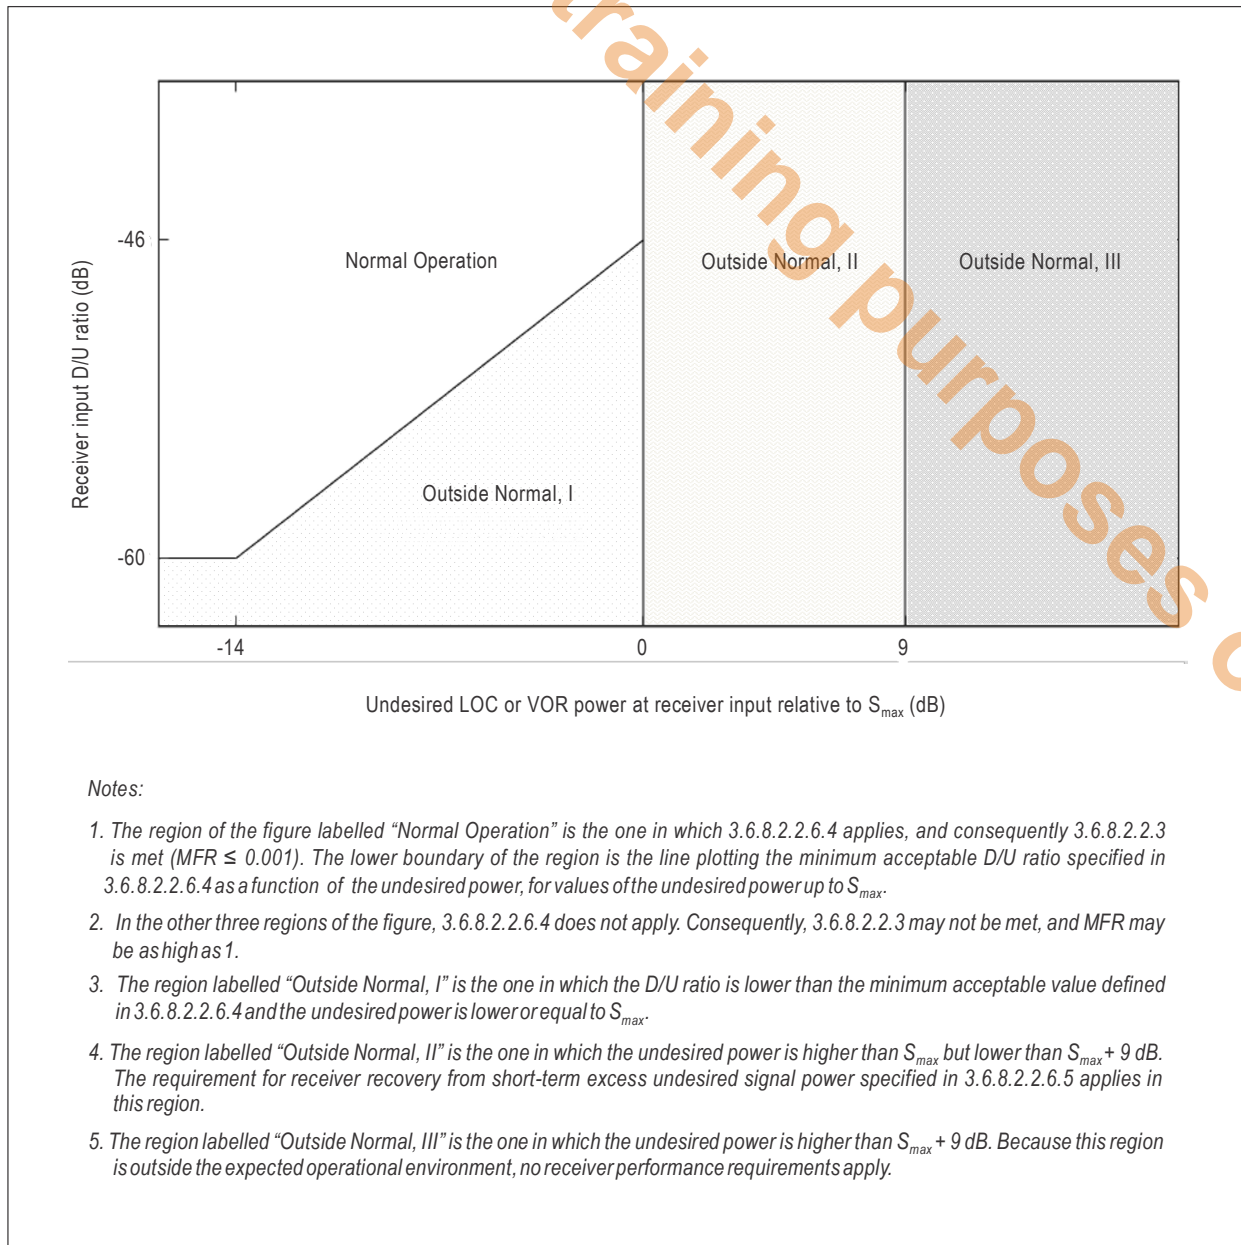 training purposes o
-46
Normal Operation
Outside Normal, II
Outside Normal, III
Receiver input D/U ratio (dB)
Outside Normal, I
-60
-14
0
9
Undesired LOC or VOR power at receiver input relative to Smax (dB)
Notes:
1. The region of the figure labelled “Normal Operation” is the one in which 3.6.8.2.2.6.4 applies, and consequently 3.6.8.2.2.3
is met (MFR ≤ 0.001). The lower boundary of the region is the line plotting the minimum acceptable D/U ratio specified in
3.6.8.2.2.6.4 as a function of the undesired power, for values of the undesired power up to Smax.
2. In the other three regions of the figure, 3.6.8.2.2.6.4 does not apply. Consequently, 3.6.8.2.2.3 may not be met, and MFR may
be as high as 1.
3. The region labelled “Outside Normal, I” is the one in which the D/U ratio is lower than the minimum acceptable value defined
in 3.6.8.2.2.6.4 and the undesired power is lower or equal to Smax.
4. The region labelled “Outside Normal, II” is the one in which the undesired power is higher than Smax but lower than Smax + 9 dB.
The requirement for receiver recovery from short-term excess undesired signal power specified in 3.6.8.2.2.6.5 applies in
this region.
5. The region labelled “Outside Normal, III” is the one in which the undesired power is higher than Smax + 9 dB. Because this region
is outside the expected operational environment, no receiver performance requirements apply.